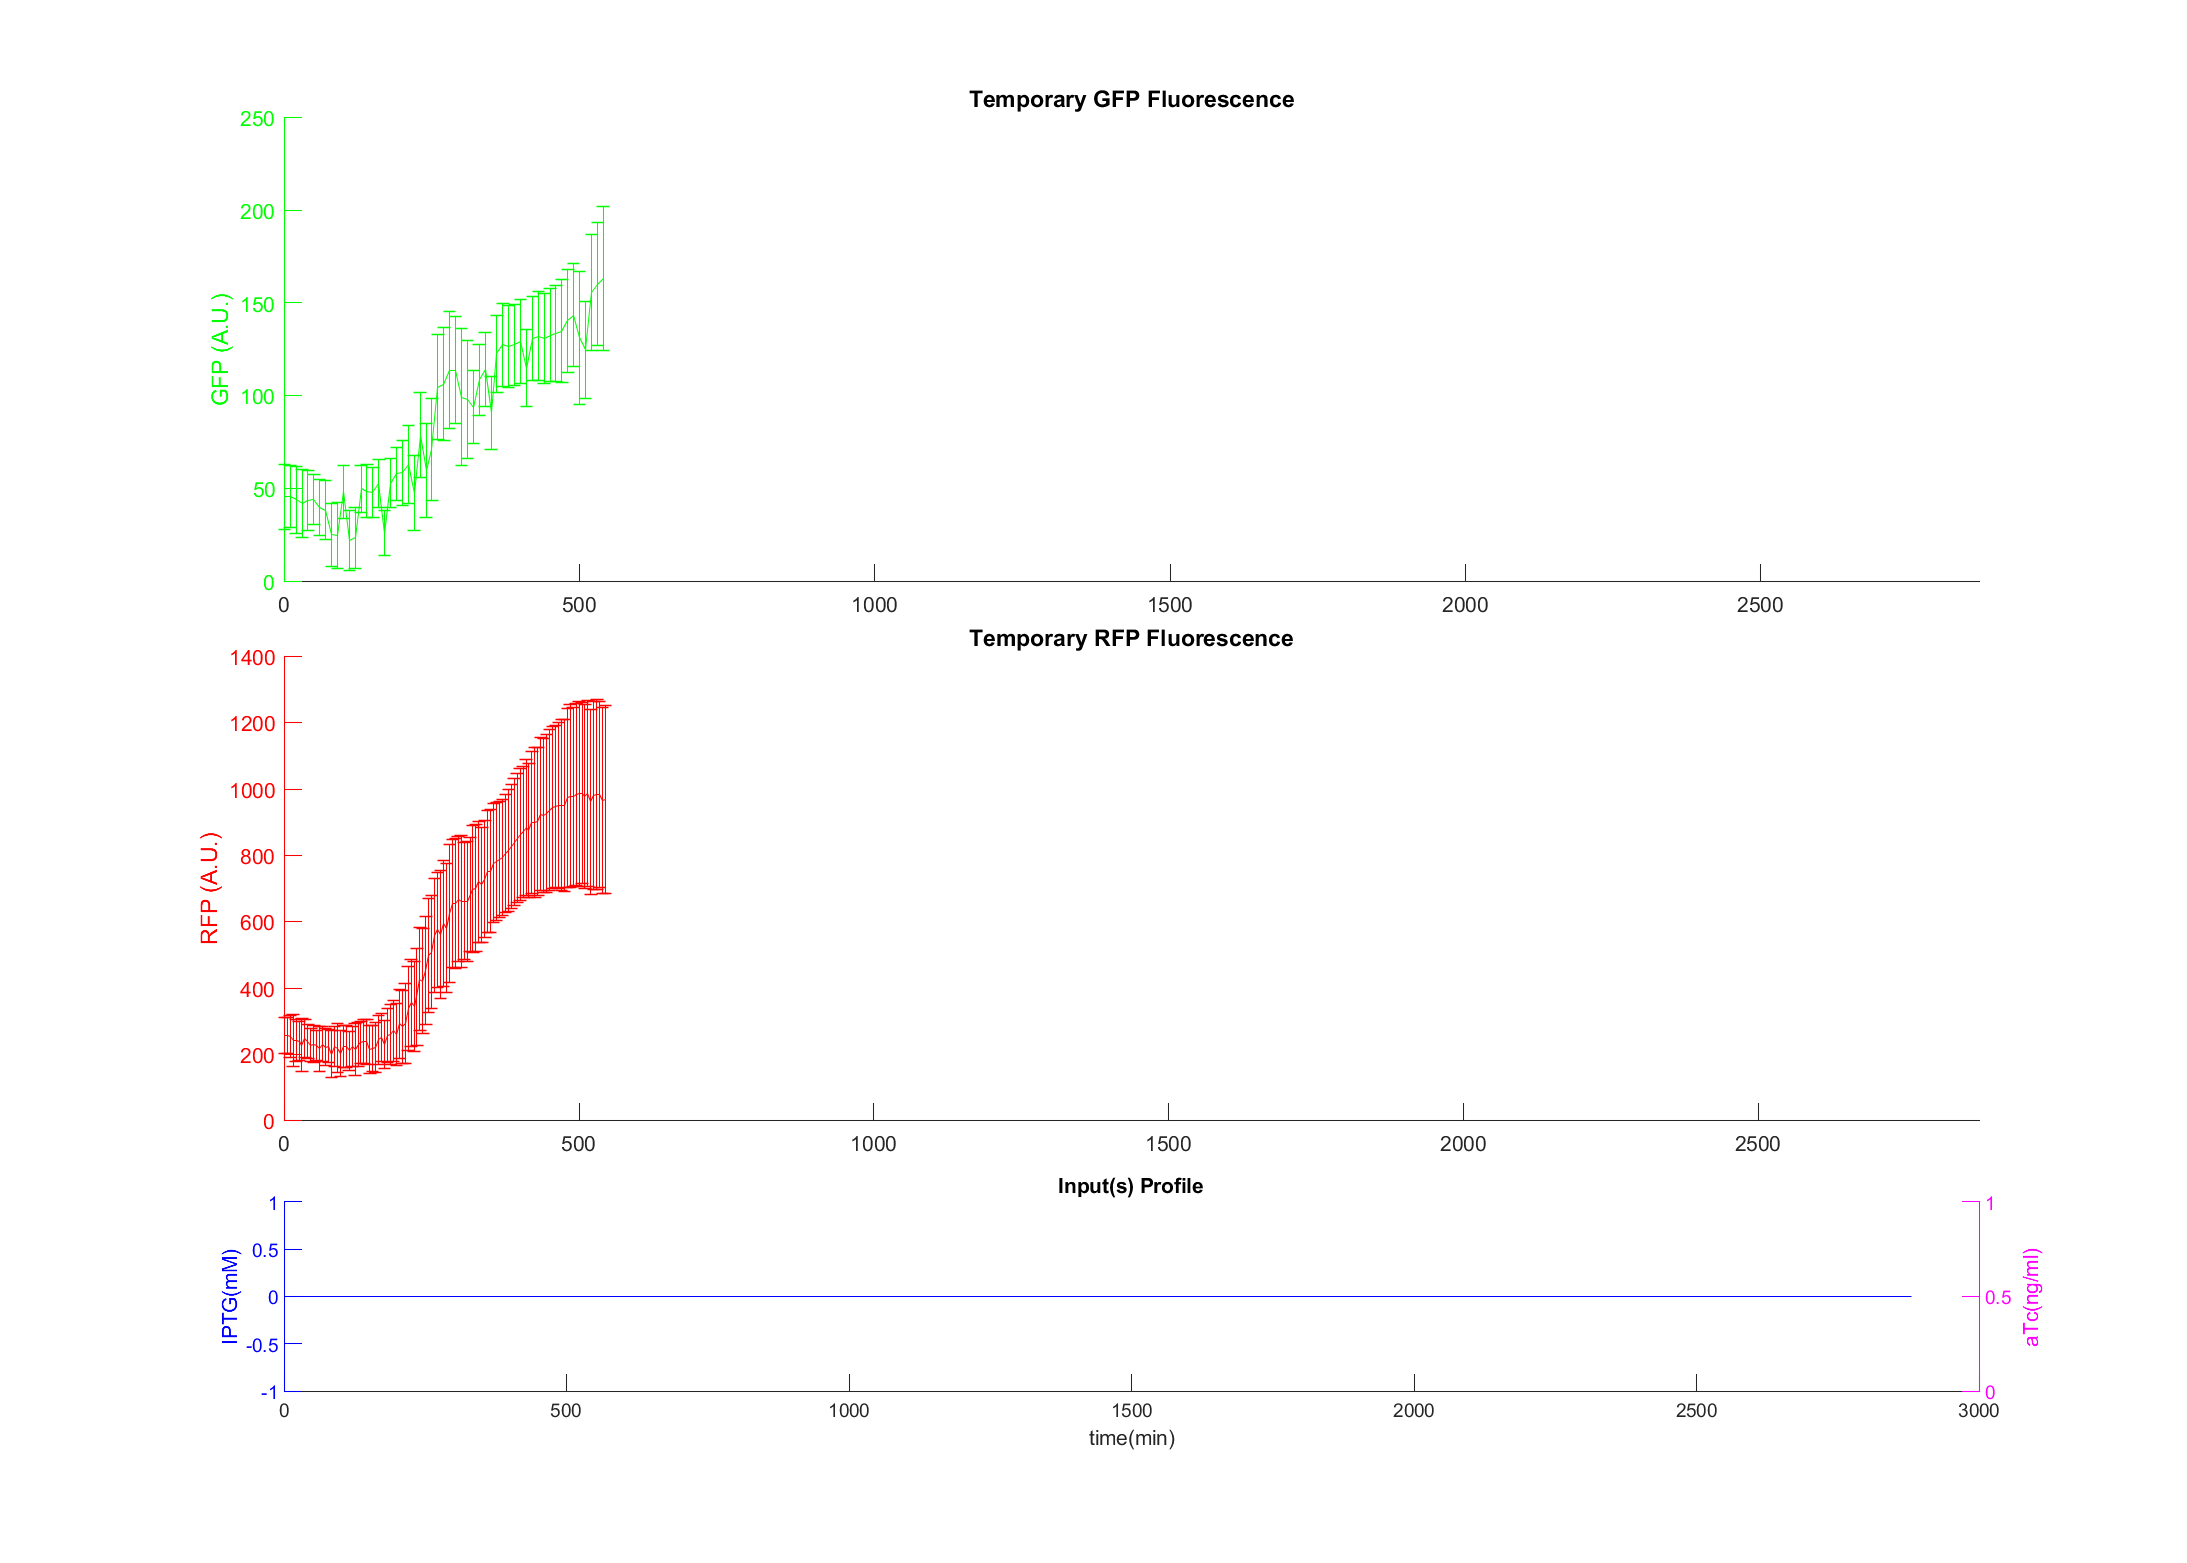 Temporary GFP Fluorescence
250
200
150
100
50
0
GFP (A.U.)
0 500 1000 1500 2000 2500
Temporary RFP Fluorescence
1400
1200
1000
800
600
400
200
0
RFP (A.U.)
0 500 1000 1500 2000 2500
Input(s) Profile
1
0.5
0
-0.5
-1
IPTG(mM)
1
0.5
0
aTc(ng/ml)
0 500 1000 1500 2000 2500 3000
time(min)